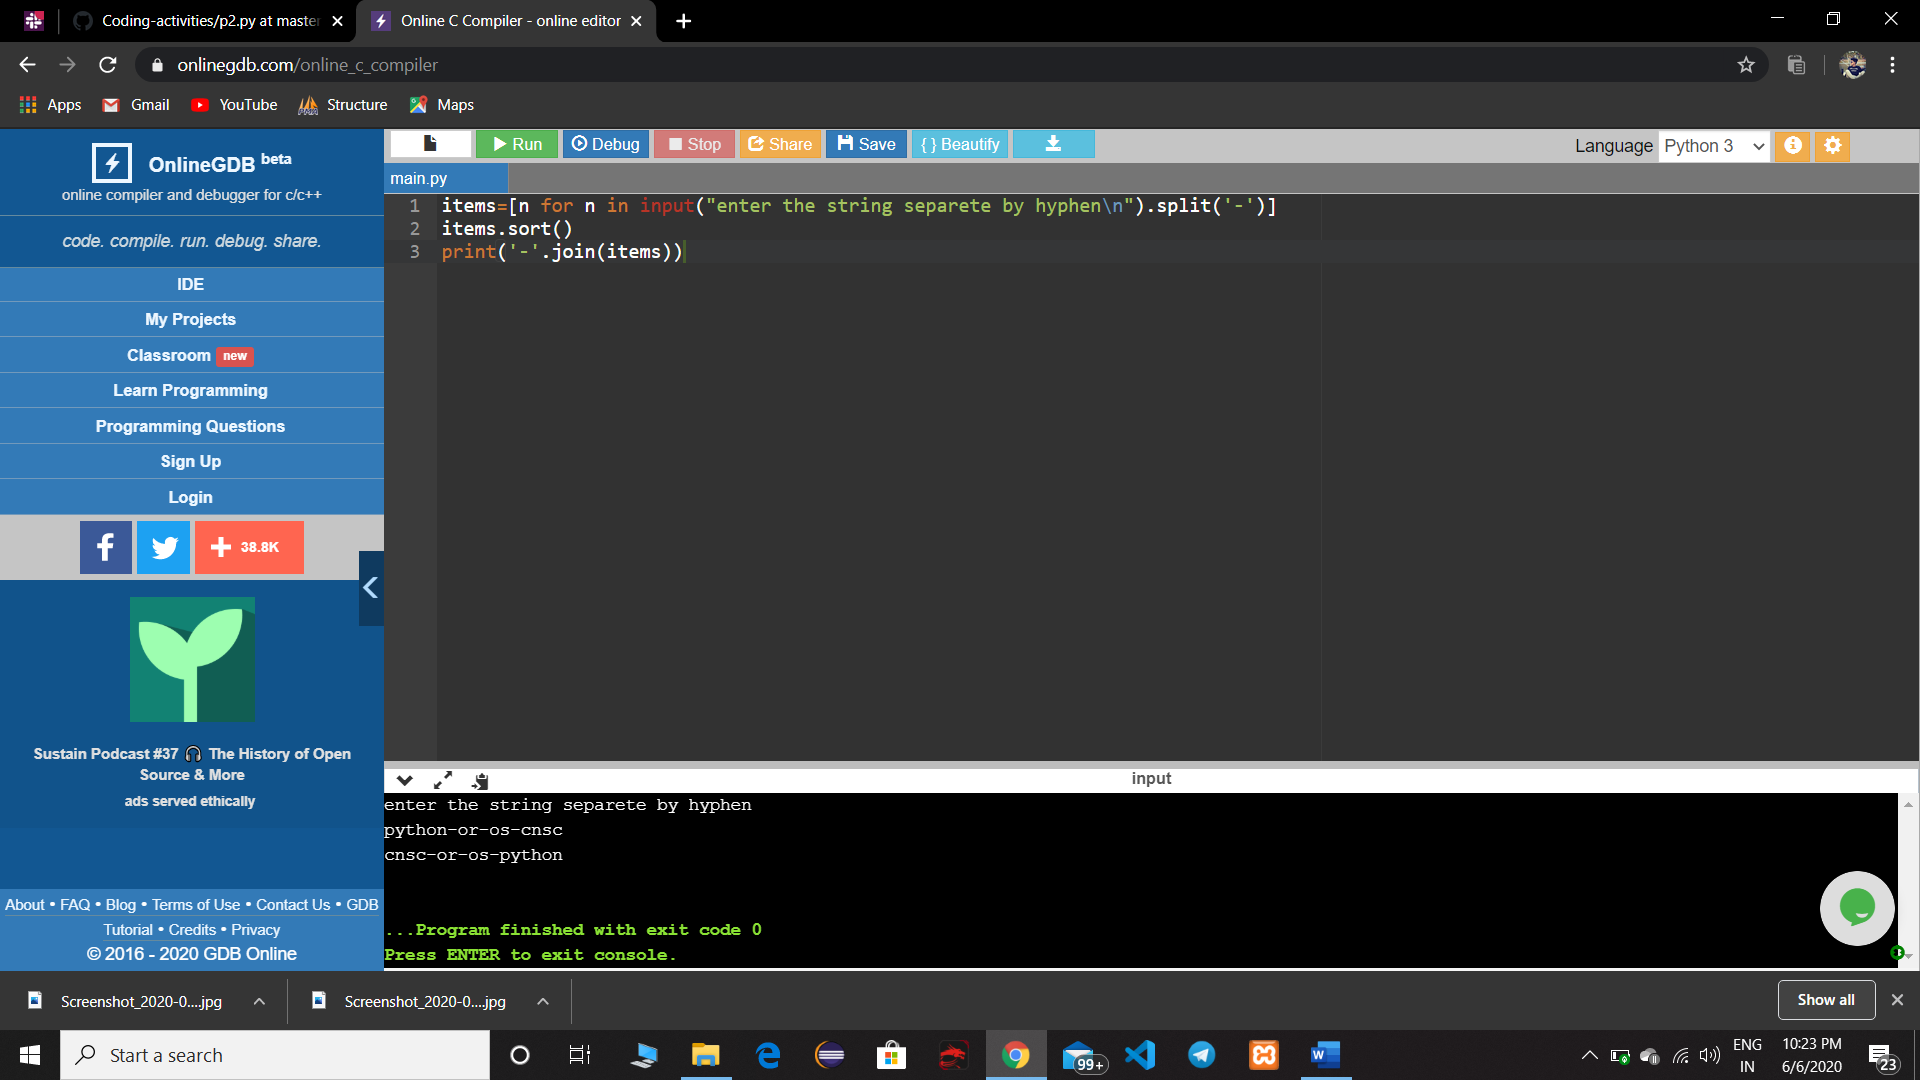 Coding-activities/p2.py at master
Online C Compiler - online editor
onlinegdb.com/online_c_compiler
Apps
Gmail
YouTube
Structure
Maps
OnlineGDB beta
online compiler and debugger for c/c++
code. compile. run. debug. share.
IDE
My Projects
Classroom new
Learn Programming
Programming Questions
Sign Up
Login
38.8K
Sustain Podcast #37 🎧 The History of Open
Source & More
ads served ethically
About • FAQ • Blog • Terms of Use • Contact Us • GDB
Tutorial • Credits • Privacy
© 2016 - 2020 GDB Online
Run
Debug
Stop
Share
Save
{ } Beautify
Language Python 3
main.py
1 items=[n for n in input("enter the string separete by hyphen\n").split('-')]
2 items.sort()
3 print('-'.join(items))
input
enter the string separete by hyphen
python-or-os-cnsc
cnsc-or-os-python
...Program finished with exit code 0
Press ENTER to exit console.
Screenshot_2020-0....jpg
Screenshot_2020-0....jpg
Show all
Start a search
99+
W
ENG
IN
10:23 PM
6/6/2020
23